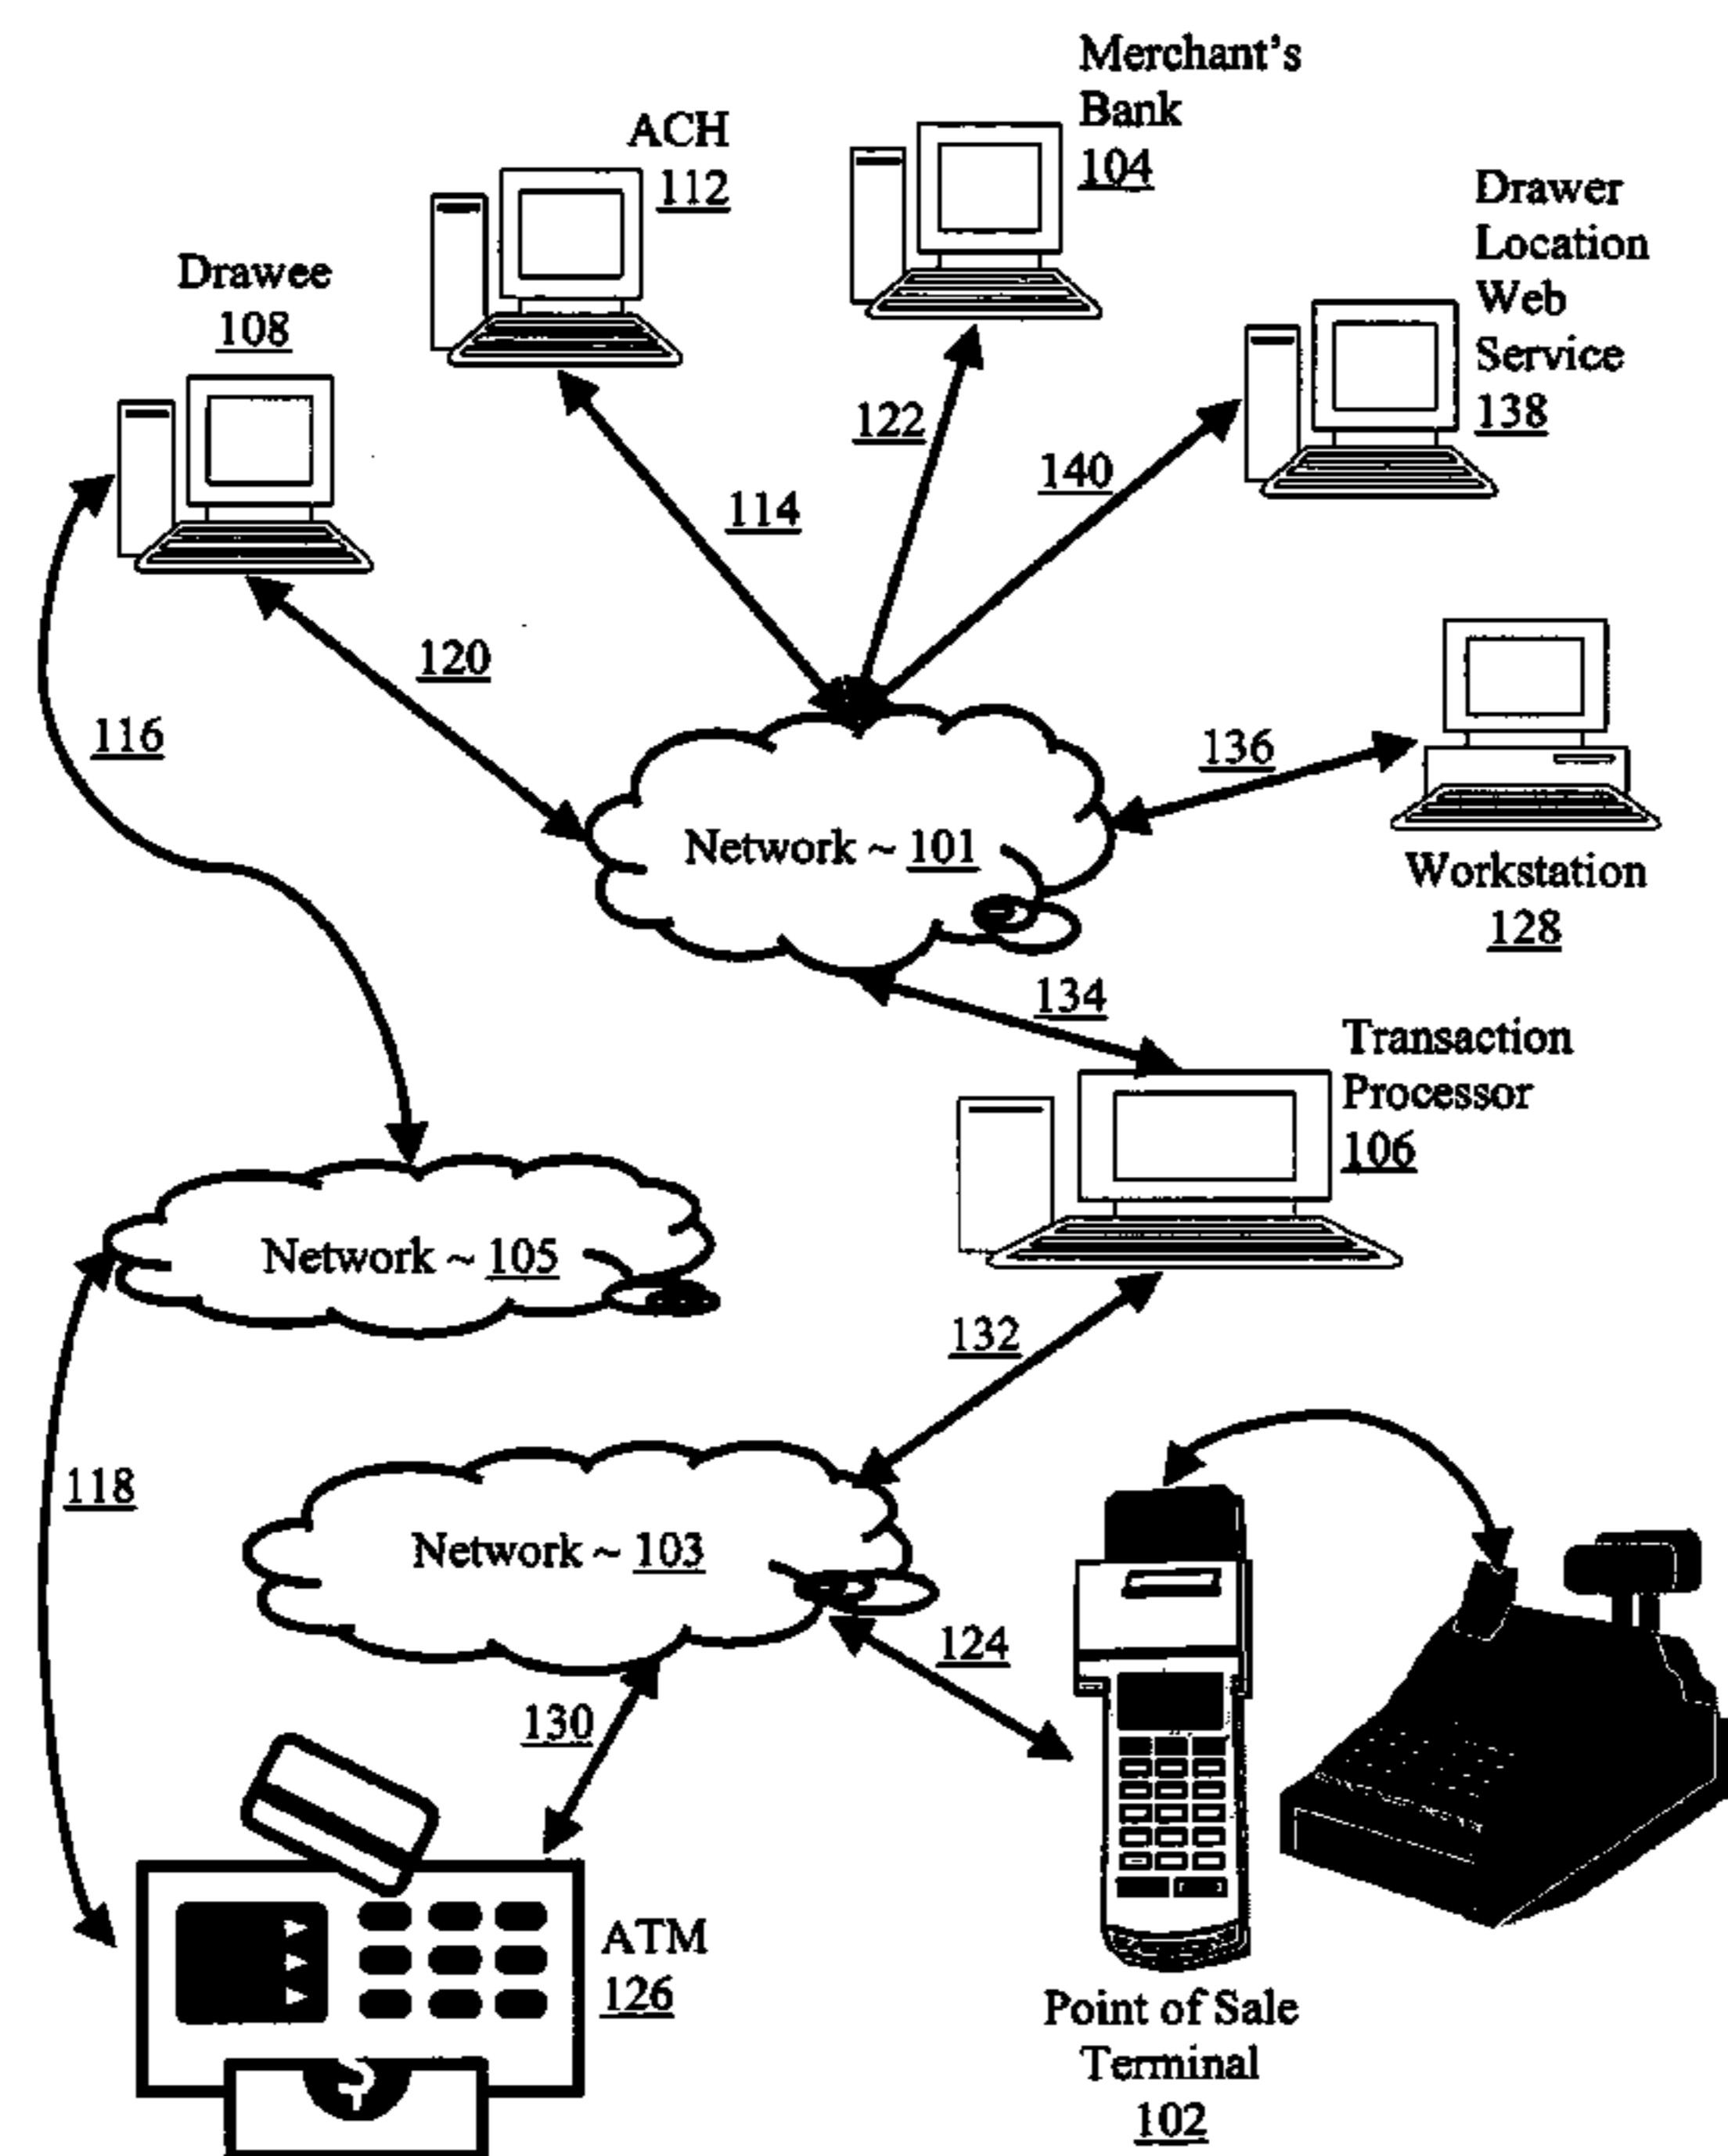 Merchant's
Bank
104
ACH
112
Drawer
Location
Web
Service
138
Drawee
108
122
140
114
120
116
136
Network ~ 101
Workstation
128
134
Transaction
Processor
106
Network ~ 105
132
118
Network ~ 103
124
130
ATM
126
Point of Sale
Terminal
102